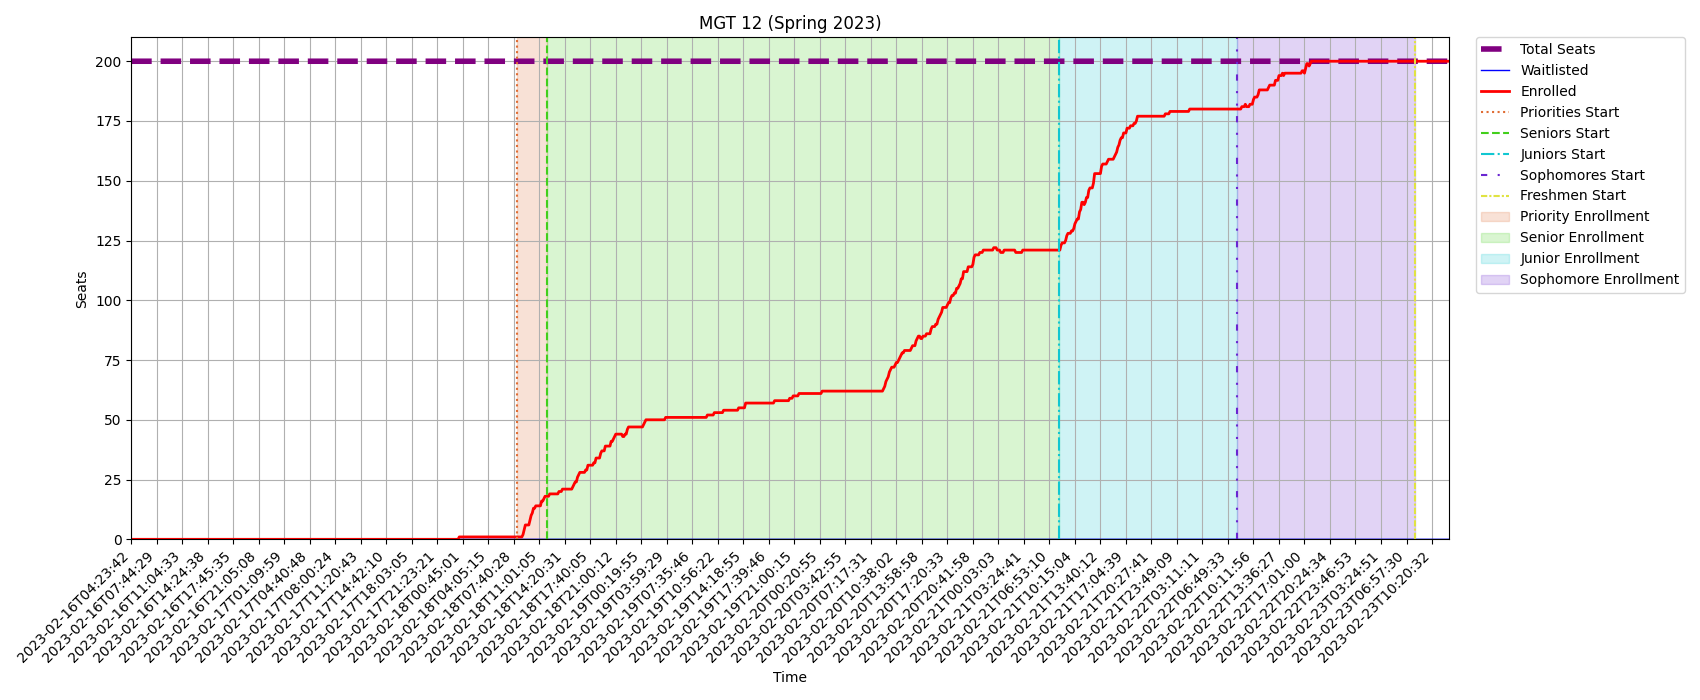 MGT 12 (Spring 2023)
Seats
200
175
150
125
100
75
50
25
0
2023-02-16T04:23:42
2023-02-16T07:44:29
2023-02-16T11:04:33
2023-02-16T14:24:38
2023-02-16T17:45:35
2023-02-16T21:05:08
2023-02-17T01:09:59
2023-02-17T04:40:48
2023-02-17T08:00:24
2023-02-17T11:20:43
2023-02-17T14:42:10
2023-02-17T18:03:05
2023-02-17T21:23:21
2023-02-18T00:45:01
2023-02-18T04:05:15
2023-02-18T07:40:28
2023-02-18T11:01:05
2023-02-18T14:20:31
2023-02-18T17:40:05
2023-02-18T21:00:12
2023-02-19T00:19:55
2023-02-19T03:59:29
2023-02-19T07:35:46
2023-02-19T10:56:22
2023-02-19T14:18:55
2023-02-19T17:39:46
2023-02-19T21:00:15
2023-02-20T00:20:55
2023-02-20T03:42:55
2023-02-20T07:17:31
2023-02-20T10:38:02
2023-02-20T13:58:58
2023-02-20T17:20:33
2023-02-20T20:41:58
2023-02-21T00:03:03
2023-02-21T03:24:41
2023-02-21T06:53:10
2023-02-21T10:15:04
2023-02-21T13:40:12
2023-02-21T17:04:39
2023-02-21T20:27:41
2023-02-21T23:49:09
2023-02-22T03:11:11
2023-02-22T06:49:33
2023-02-22T10:11:56
2023-02-22T13:36:27
2023-02-22T17:01:00
2023-02-22T20:24:34
2023-02-22T23:46:53
2023-02-23T03:24:51
2023-02-23T06:57:30
2023-02-23T10:20:32
Time
Total Seats
Waitlisted
Enrolled
Priorities Start
Seniors Start
Juniors Start
Sophomores Start
Freshmen Start
Priority Enrollment
Senior Enrollment
Junior Enrollment
Sophomore Enrollment